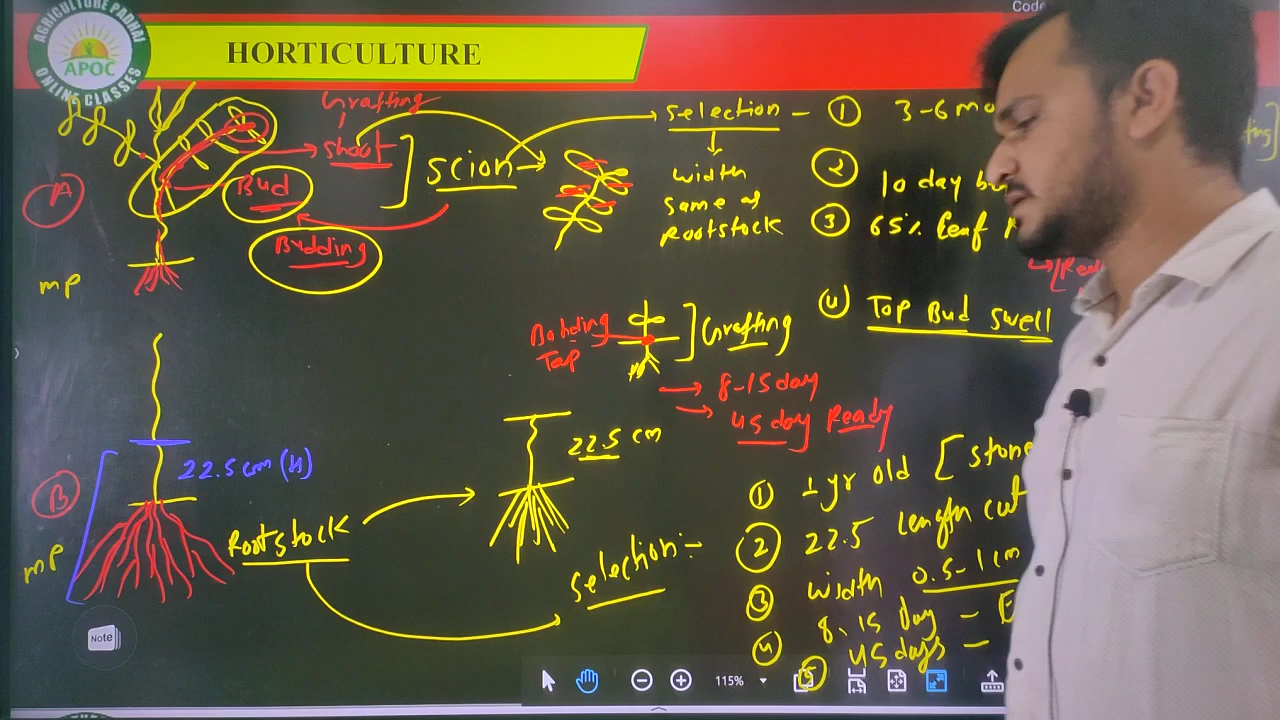 Code
AGRICULTURE PADHAI
APOC
ONLINE CLASSES
HORTICULTURE
Grafting
shoot
Bud
Budding
Scion
A
mp
Selection - ① 3-6 mo
width
same of
Rootstock
②
10 day bu
③ 65% leaf
④ Top Bud swell
Grafting
Tap
8-15 day
45 day Ready
22.5 cm (H)
B
mp
Rootstock
22.5 cm
Selection:-
① 1 yr old [stone
② 22.5 length cut
③ width 0.5-1 cm
④ 8.15 day - E
⑤ 45 days -
Note
115%